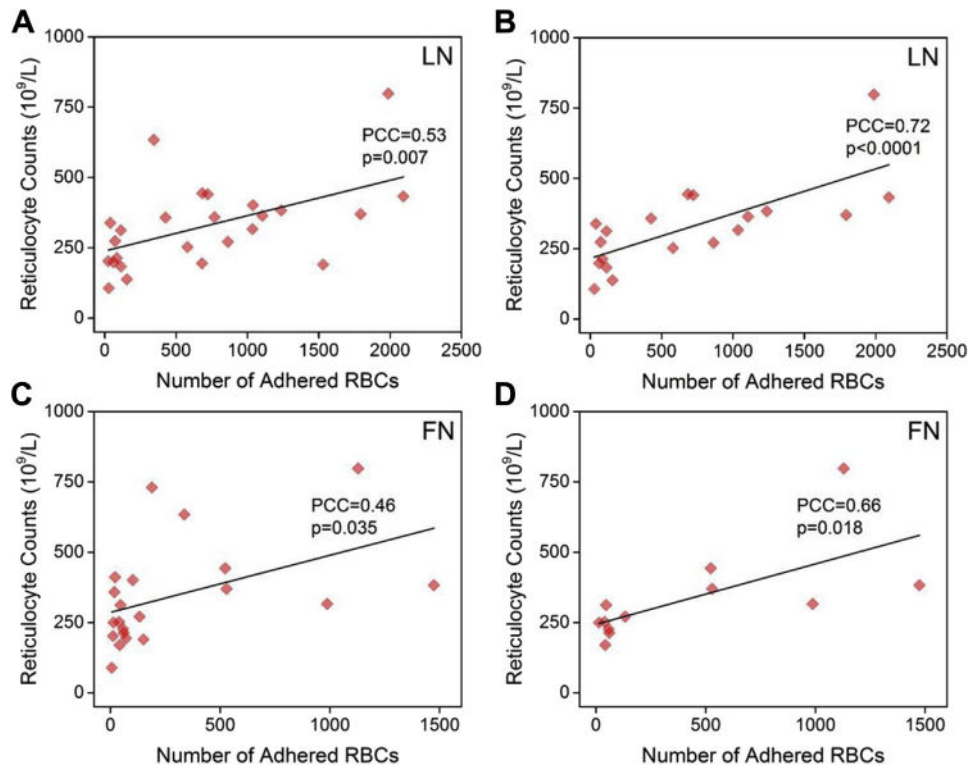 A
LN
1000
750
500
250
0
Reticulocyte Counts (10⁹/L)
PCC=0.53
p=0.007
0 500 1000 1500 2000 2500
Number of Adhered RBCs
B
LN
1000
750
500
250
0
Reticulocyte Counts (10⁹/L)
PCC=0.72
p<0.0001
0 500 1000 1500 2000 2500
Number of Adhered RBCs
C
FN
1000
750
500
250
0
Reticulocyte Counts (10⁹/L)
PCC=0.46
p=0.035
0 500 1000 1500
Number of Adhered RBCs
D
FN
1000
750
500
250
0
Reticulocyte Counts (10⁹/L)
PCC=0.66
p=0.018
0 500 1000 1500
Number of Adhered RBCs